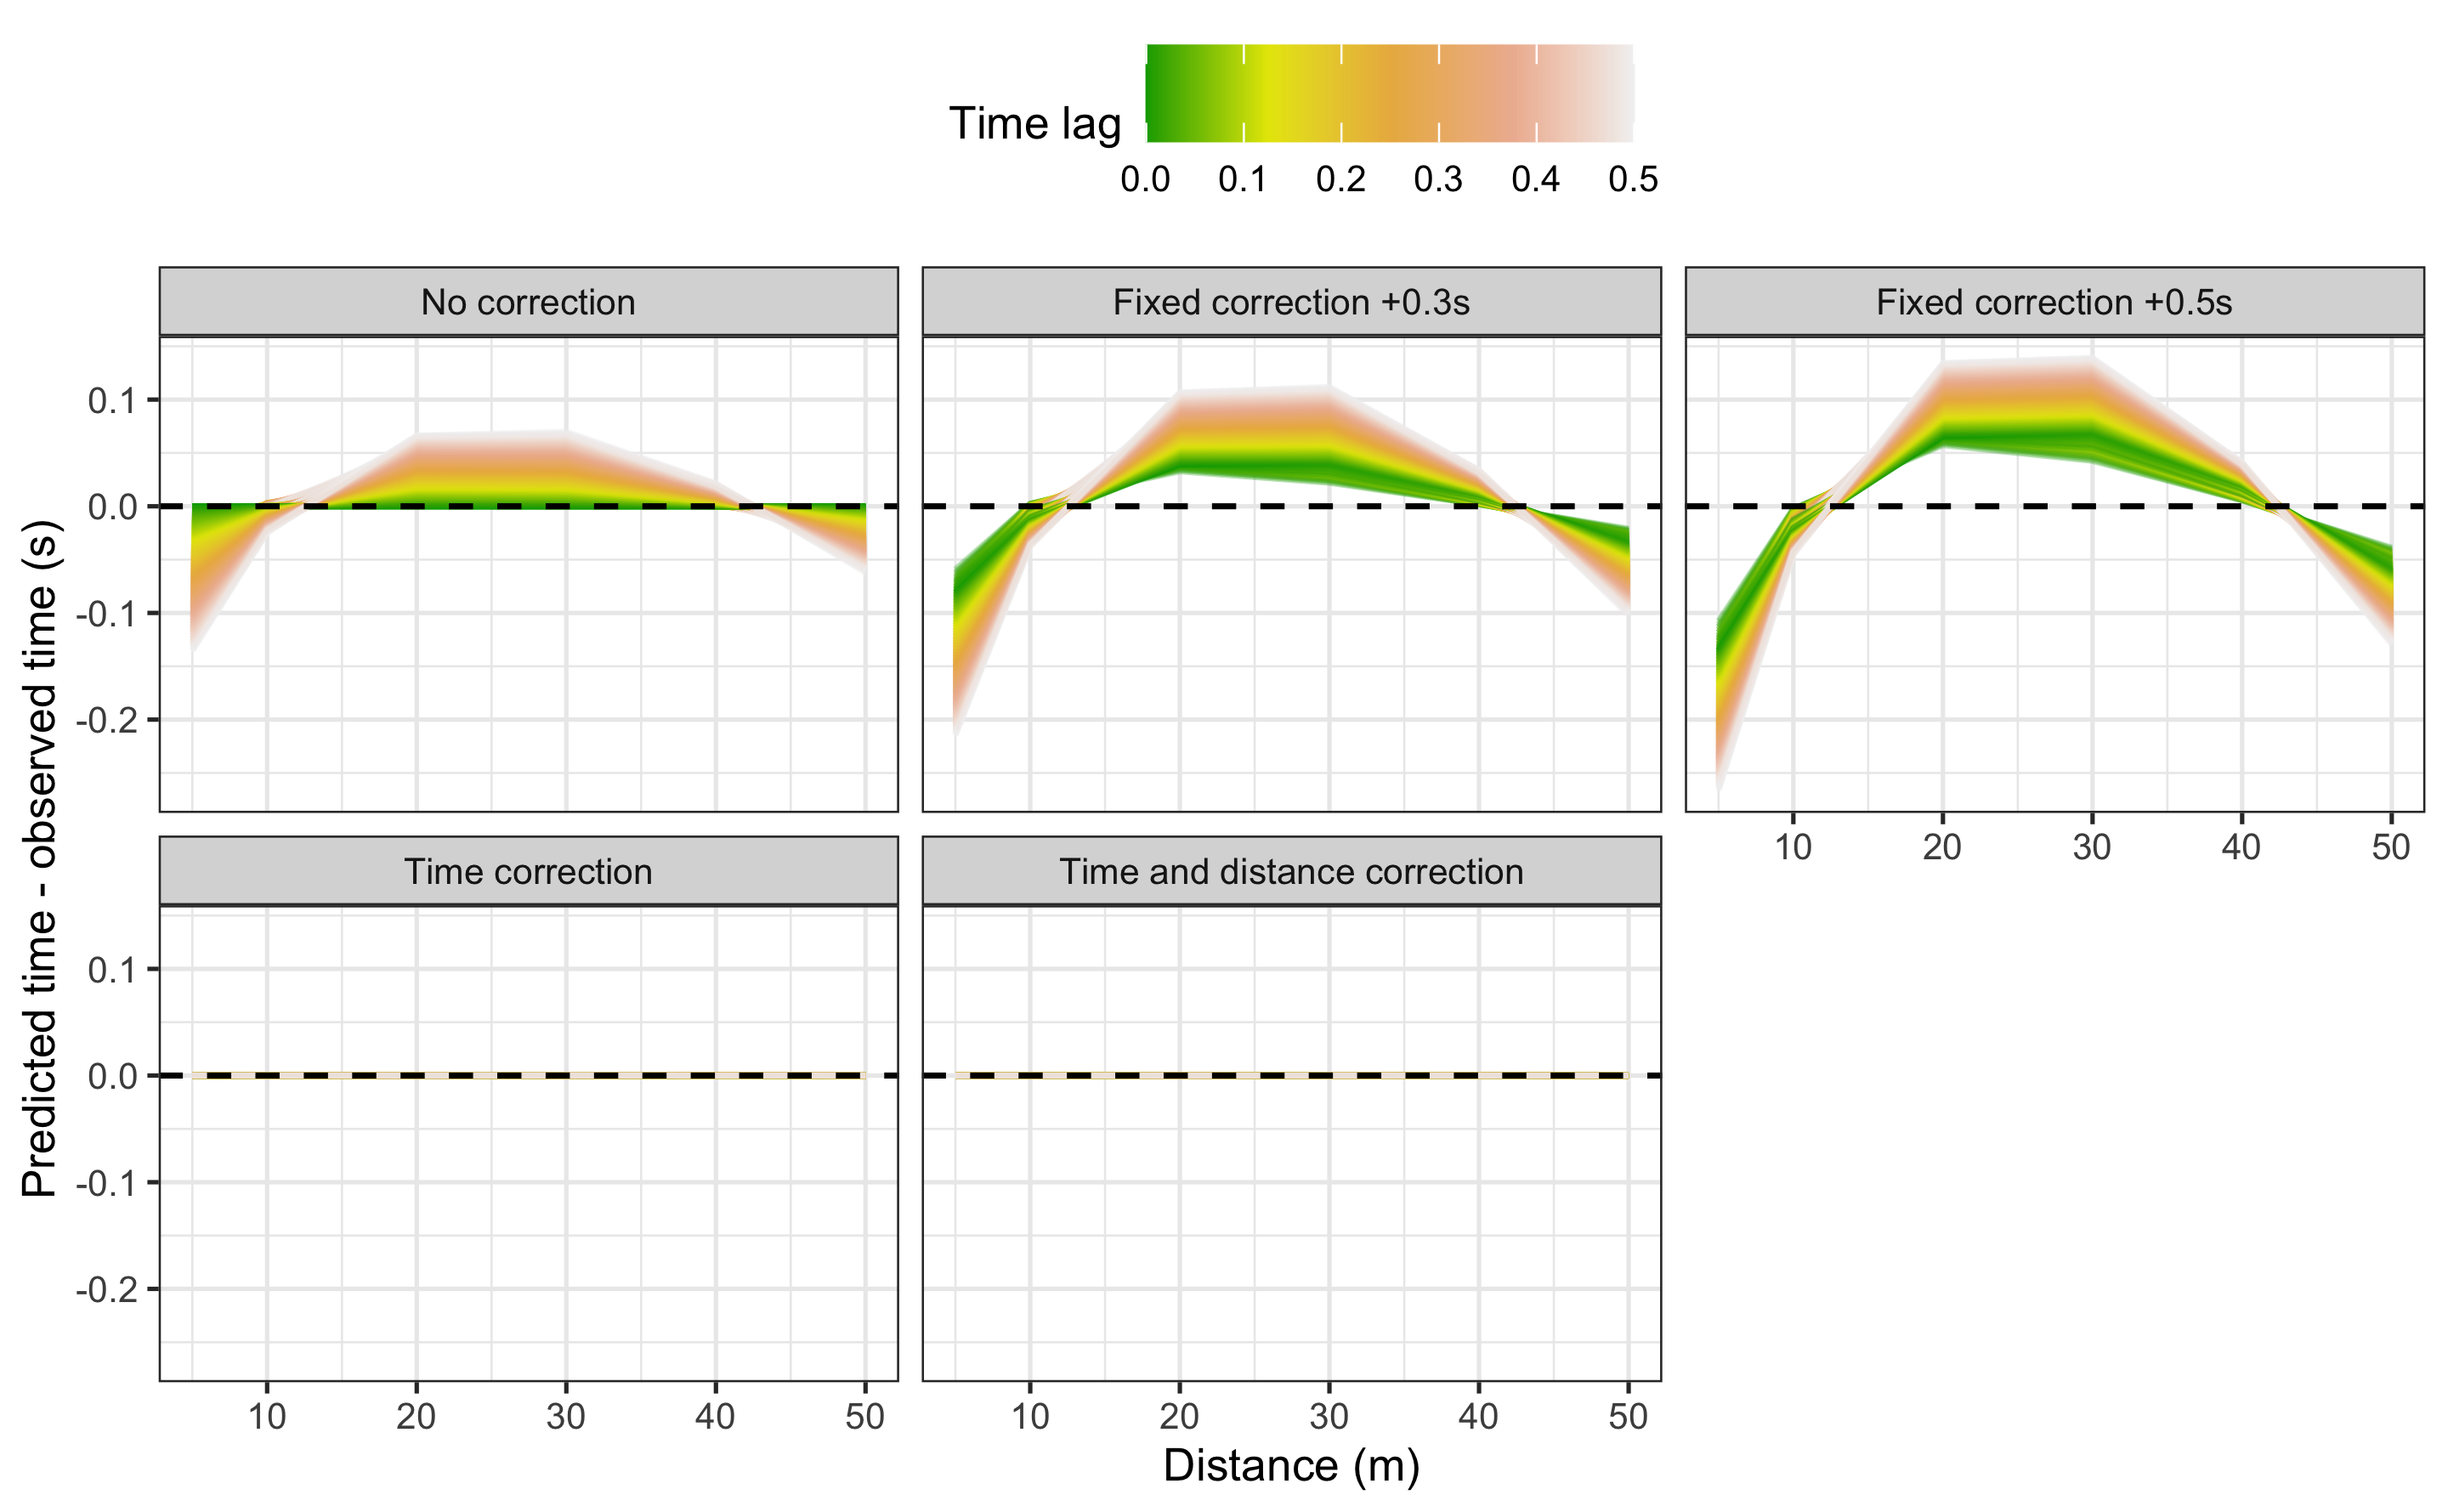 Time lag
0.0 0.1 0.2 0.3 0.4 0.5
No correction
Fixed correction +0.3s
Fixed correction +0.5s
Predicted time - observed time (s)
0.1
0.0
-0.1
-0.2
10 20 30 40 50
Time correction
Time and distance correction
0.1
0.0
-0.1
-0.2
10 20 30 40 50
10 20 30 40 50
Distance (m)